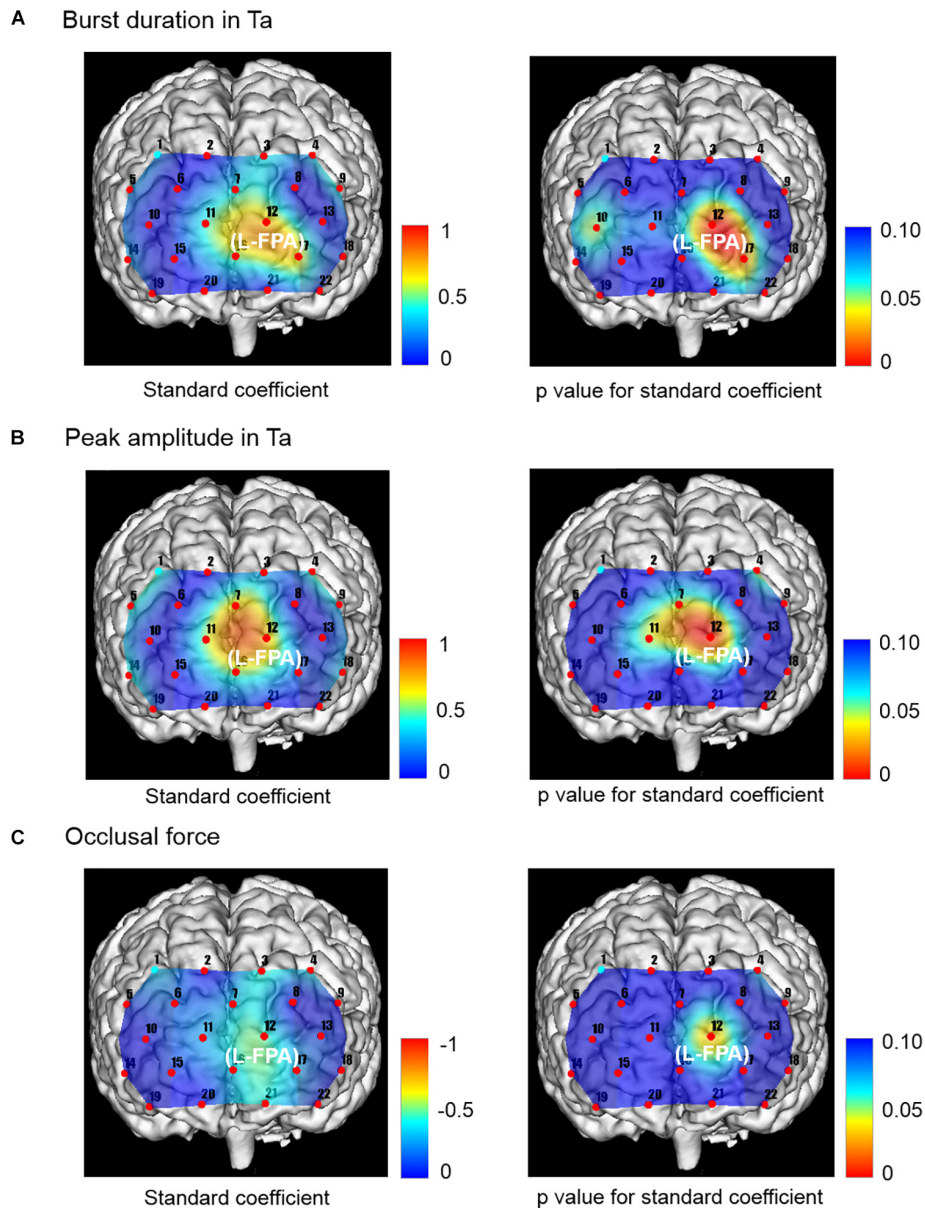 A Burst duration in Ta
1 2 3 4
5 6 7 8 9
10 11 12 13
(L-FPA)
14 15 17 18
19 20 21 22
1
0.5
0
Standard coefficient
1 2 3 4
5 6 7 8 9
10 11 12 13
(L-FPA)
14 15 16 17 18
19 20 21 22
0.10
0.05
0
p value for standard coefficient
B Peak amplitude in Ta
1 2 3 4
5 6 7 8 9
10 11 12 13
(L-FPA)
14 15 16 17 18
19 20 21 22
1
0.5
0
Standard coefficient
1 2 3 4
5 6 7 8 9
10 11 12 13
(L-FPA)
14 15 16 17 18
19 20 21 22
0.10
0.05
0
p value for standard coefficient
C Occlusal force
1 2 3 4
5 6 7 8 9
10 11 12 13
(L-FPA)
14 15 16 17 18
19 20 21 22
-1
-0.5
0
Standard coefficient
1 2 3 4
5 6 7 8 9
10 11 12 13
(L-FPA)
14 15 16 17 18
19 20 21 22
0.10
0.05
0
p value for standard coefficient